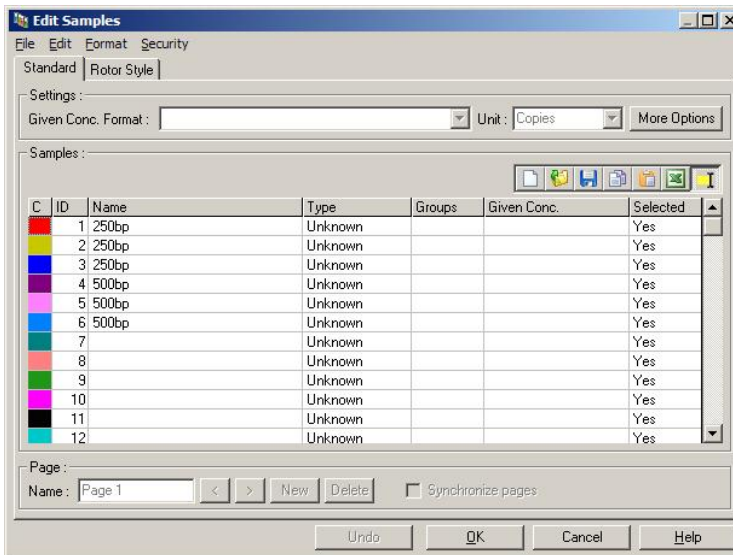 Edit Samples
File Edit Format Security
Standard Rotor Style
Settings :
Given Conc. Format : Unit : Copies More Options
Samples :
C ID Name Type Groups Given Conc. Selected
1 250bp Unknown Yes
2 250bp Unknown Yes
3 250bp Unknown Yes
4 500bp Unknown Yes
5 500bp Unknown Yes
6 500bp Unknown Yes
7 Unknown Yes
8 Unknown Yes
9 Unknown Yes
10 Unknown Yes
11 Unknown Yes
12 Unknown Yes
Page :
Name : Page 1 < > New Delete Synchronize pages
Undo OK Cancel Help